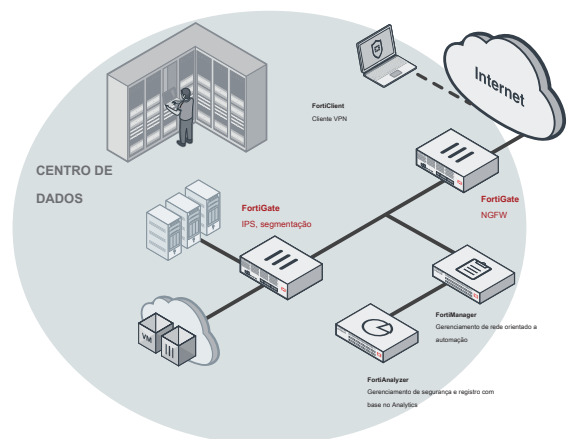 Internet
FortiClient
Cliente VPN
CENTRO DE
DADOS
FortiGate
NGFW
FortiGate
IPS, segmentação
VM
FortiManager
Gerenciamento de rede orientado a
automação
FortiAnalyzer
Gerenciamento de segurança e registro com
base no Analytics